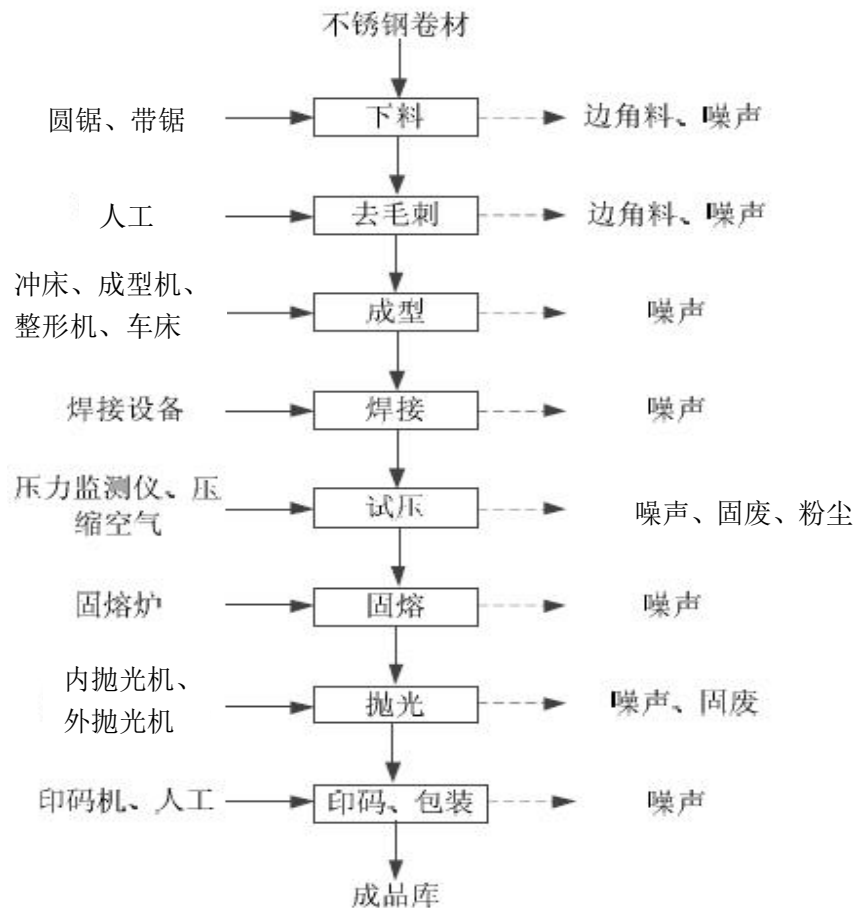 不锈钢卷材
圆锯、带锯
下料
边角料、噪声
人工
去毛刺
边角料、噪声
冲床、成型机、
整形机、车床
成型
噪声
焊接设备
焊接
噪声
压力监测仪、压
缩空气
试压
噪声、固废、粉尘
固熔炉
固熔
噪声
内抛光机、
外抛光机
抛光
噪声、固废
印码机、人工
印码、包装
噪声
成品库